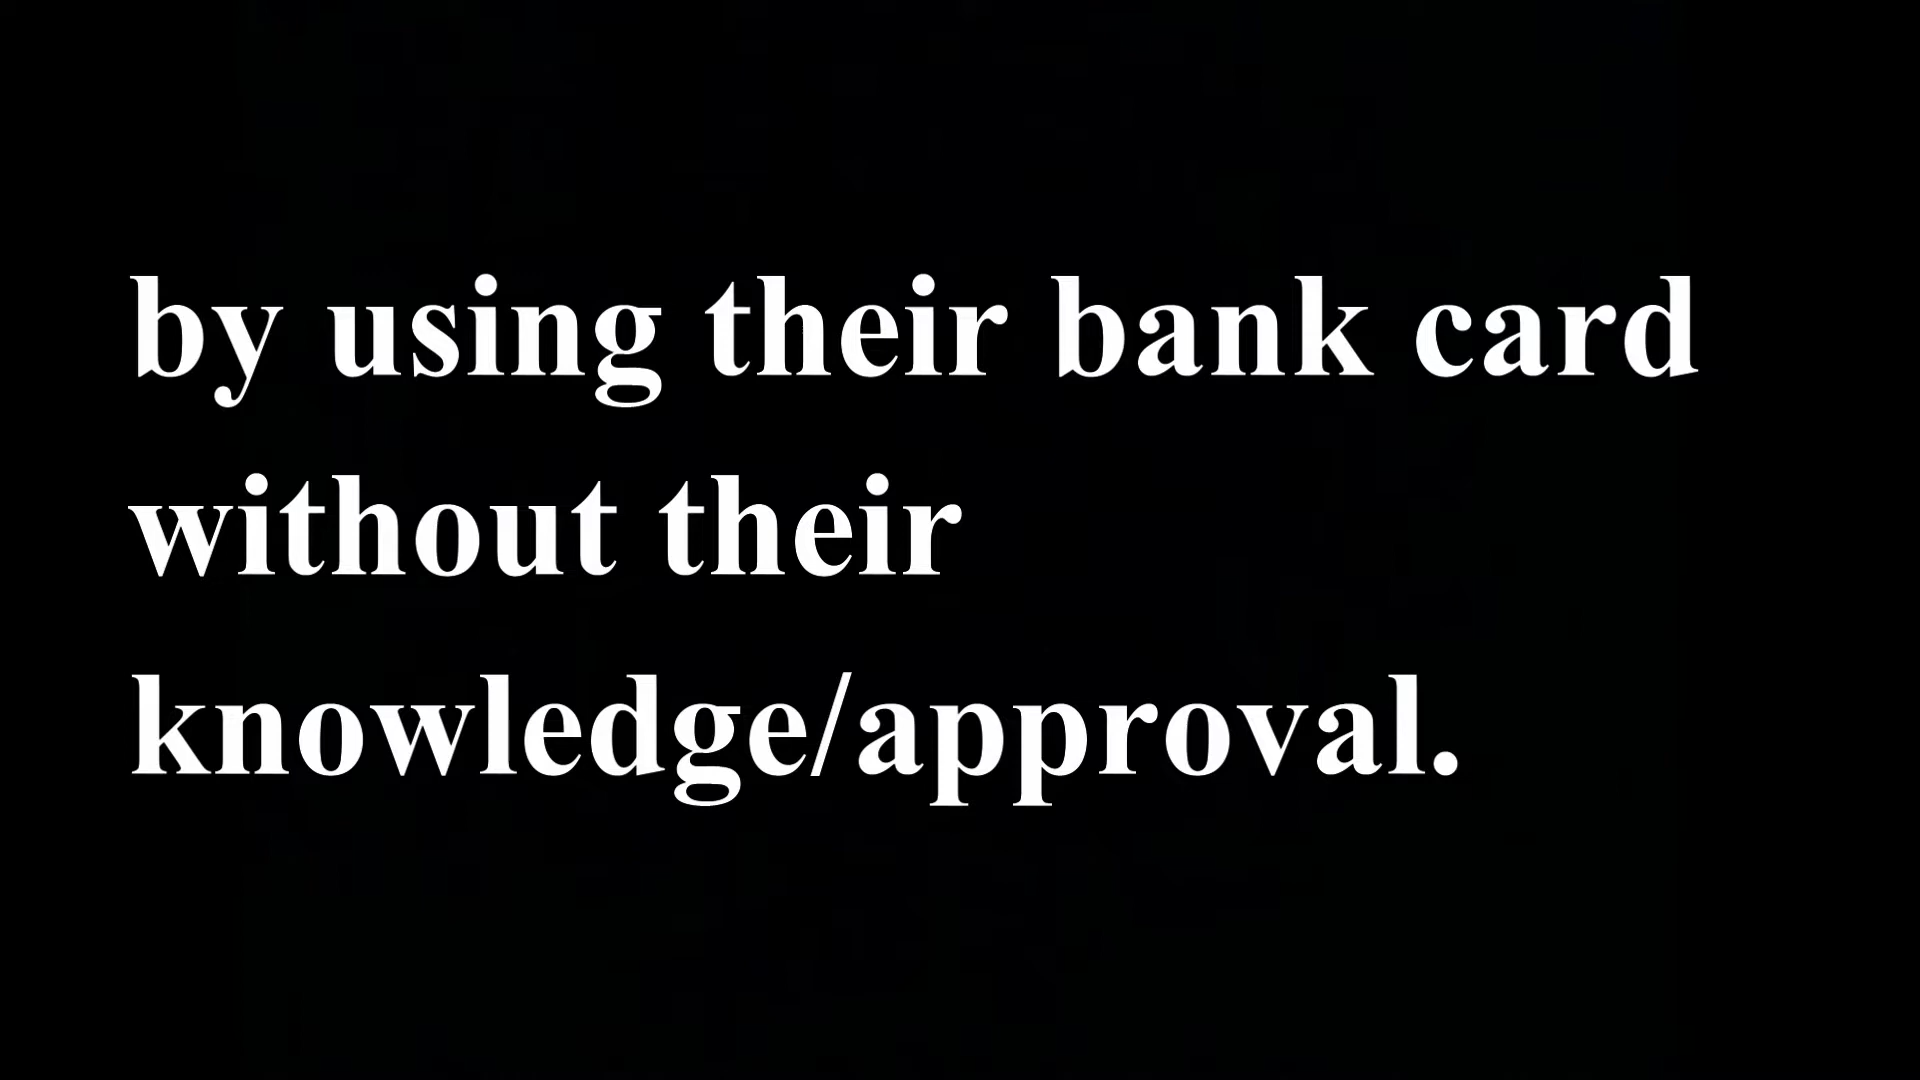 by using their bank card
without their
knowledge/approval.